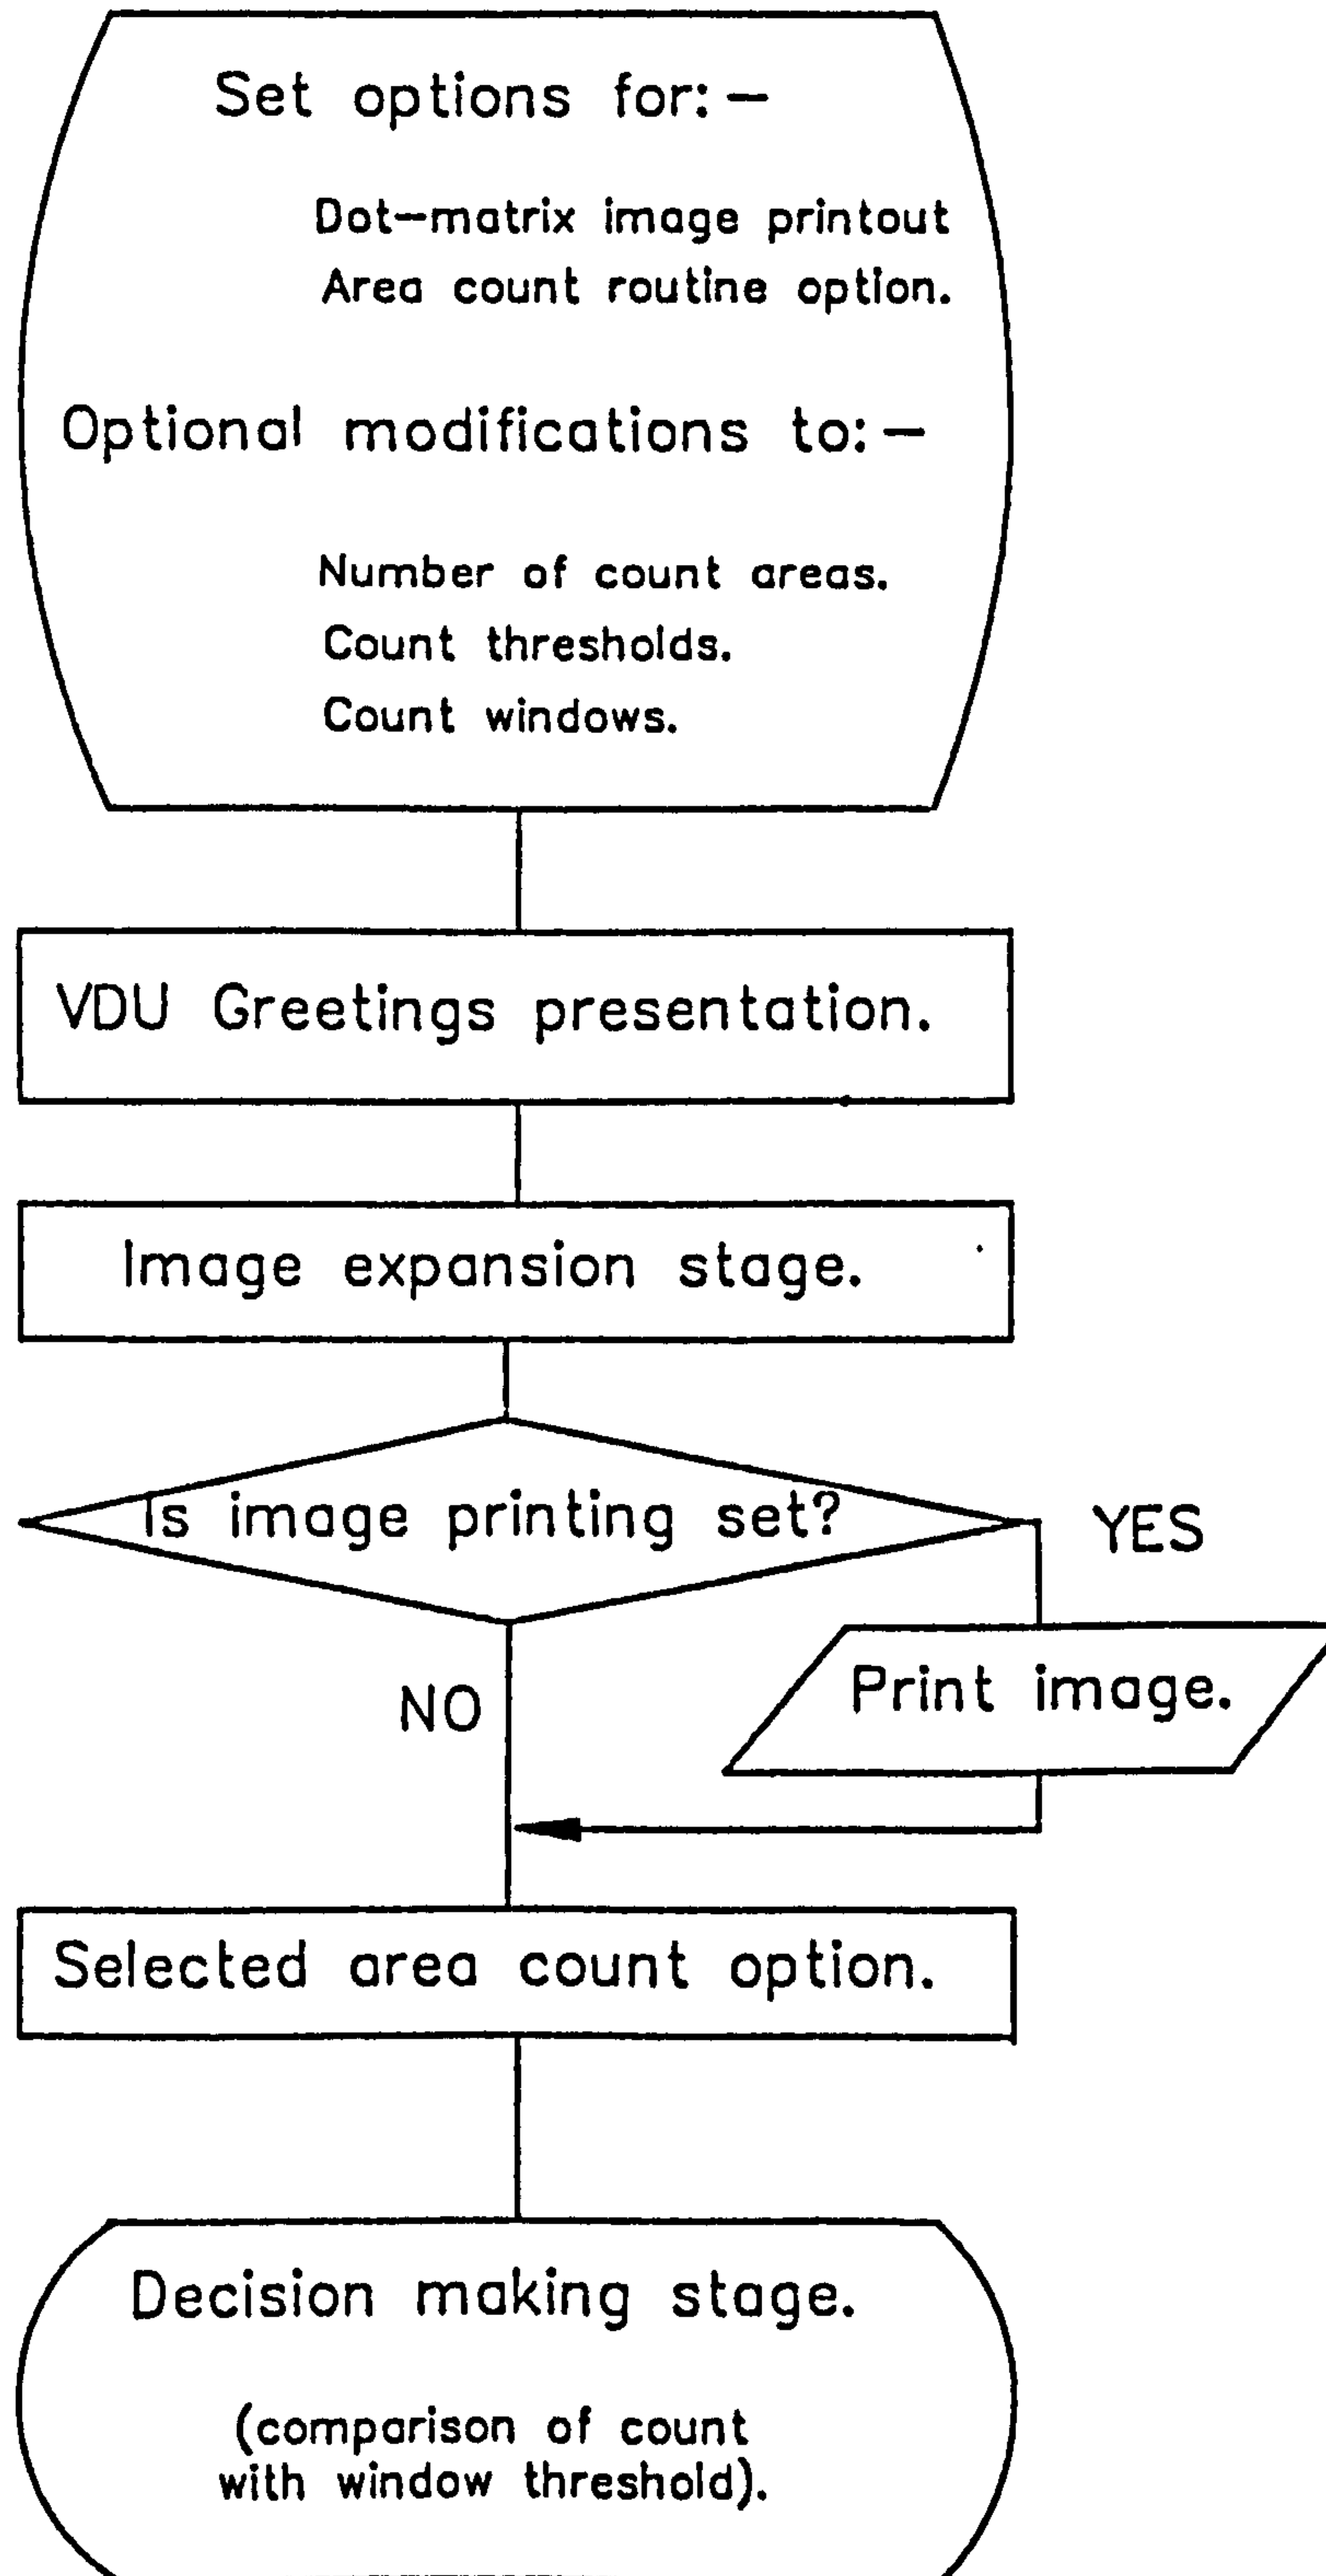 Set options for:-
Dot-matrix image printout
Area count routine option.
Optional modifications to:-
Number of count areas.
Count thresholds.
Count windows.
VDU Greetings presentation.
Image expansion stage.
Is image printing set?
YES
Print image.
NO
Selected area count option.
Decision making stage.
(comparison of count
with window threshold).